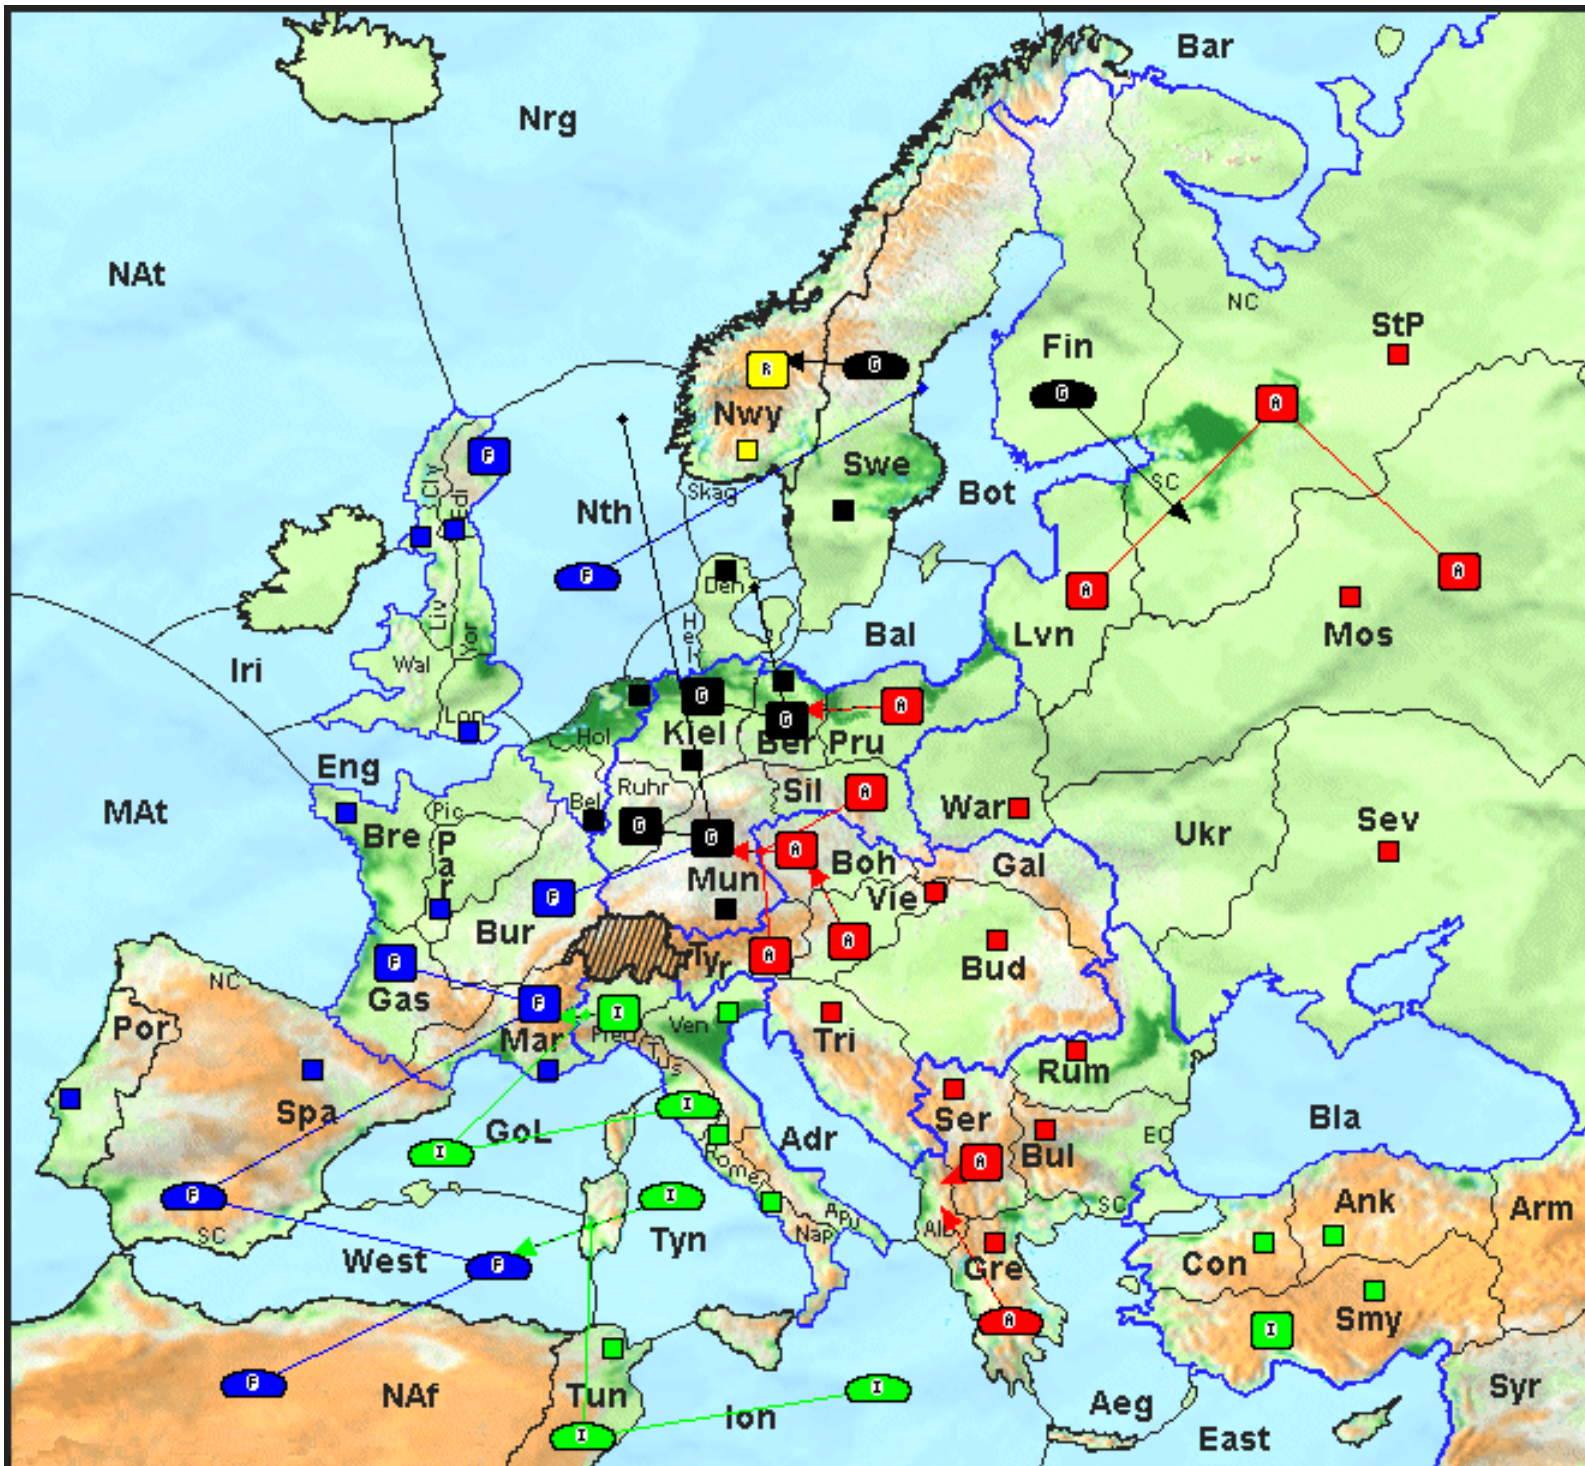 Bar
Nrg
NAt
NC
StP
Fin
R
G
G
A
Nwy
F
Swe
Cly
Edi
SC
Skag
Bot
Nth
F
A
A
Den
Mos
Lvn
Bal
Hel
Liv
Yor
Wal
Iri
Lon
G
G
A
Kiel
Ber
Pru
Hol
Eng
Ruhr
Sil
A
War
MAt
Pic
Bel
Bre
Par
G
G
A
Boh
Gal
Ukr
Sev
Mun
Vie
F
Bur
A
A
F
Tyr
Bud
NC
Gas
F
I
Por
Mar
Pied
Ven
Tri
Tus
Rum
Spa
I
GoL
Adr
Ser
Bla
I
Rome
A
Bul
EC
F
I
Apu
Ank
Arm
SC
West
Tyn
Nap
Alb
SC
F
Gre
Con
A
I
Smy
F
NAf
Tun
I
Ion
Aeg
Syr
I
East